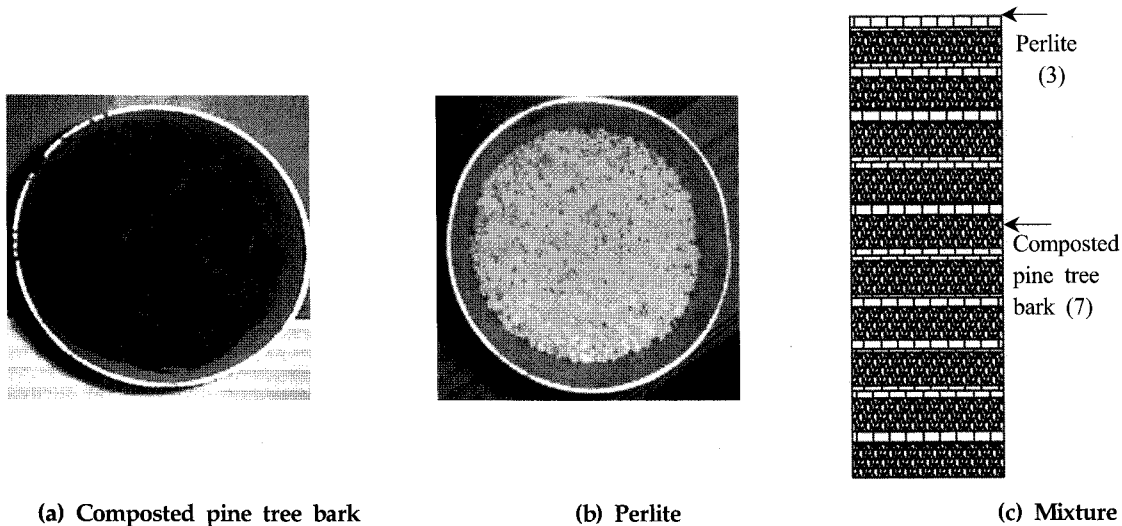 Perlite
(3)
Composted
pine tree
bark (7)
(a) Composted pine tree bark
(b) Perlite
(c) Mixture